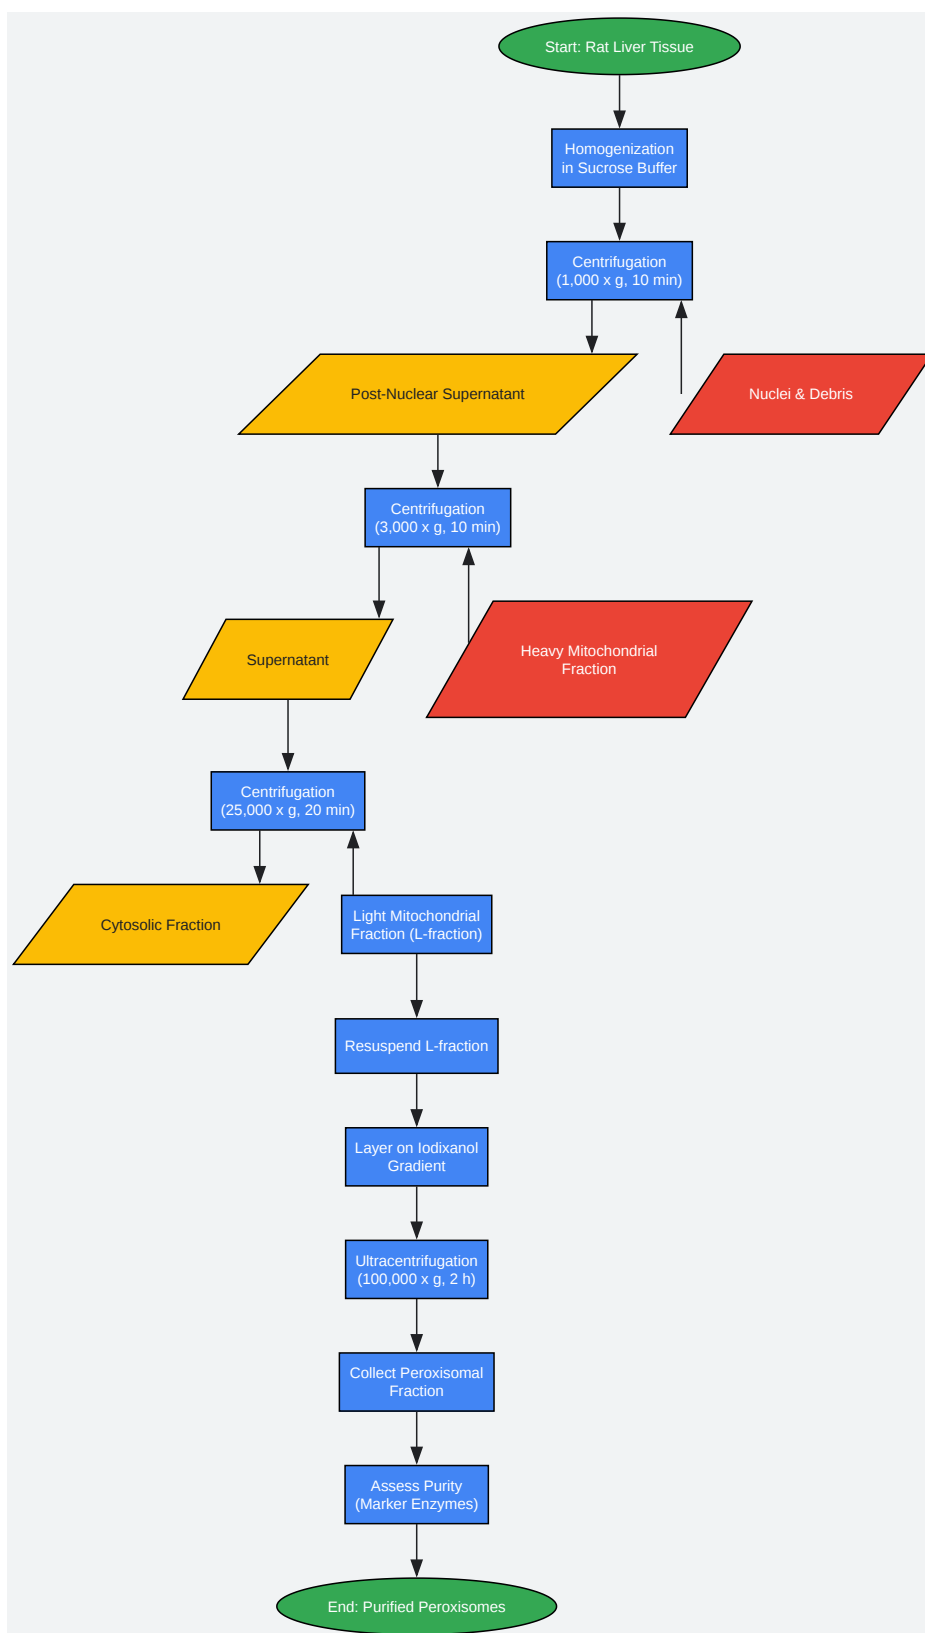 Start: Rat Liver Tissue
Homogenization
in Sucrose Buffer
Centrifugation
(1,000 x g, 10 min)
Post-Nuclear Supernatant
Nuclei & Debris
Centrifugation
(3,000 x g, 10 min)
Supernatant
Heavy Mitochondrial
Fraction
Centrifugation
(25,000 x g, 20 min)
Cytosolic Fraction
Light Mitochondrial
Fraction (L-fraction)
Resuspend L-fraction
Layer on Iodixanol
Gradient
Ultracentrifugation
(100,000 x g, 2 h)
Collect Peroxisomal
Fraction
Assess Purity
(Marker Enzymes)
End: Purified Peroxisomes